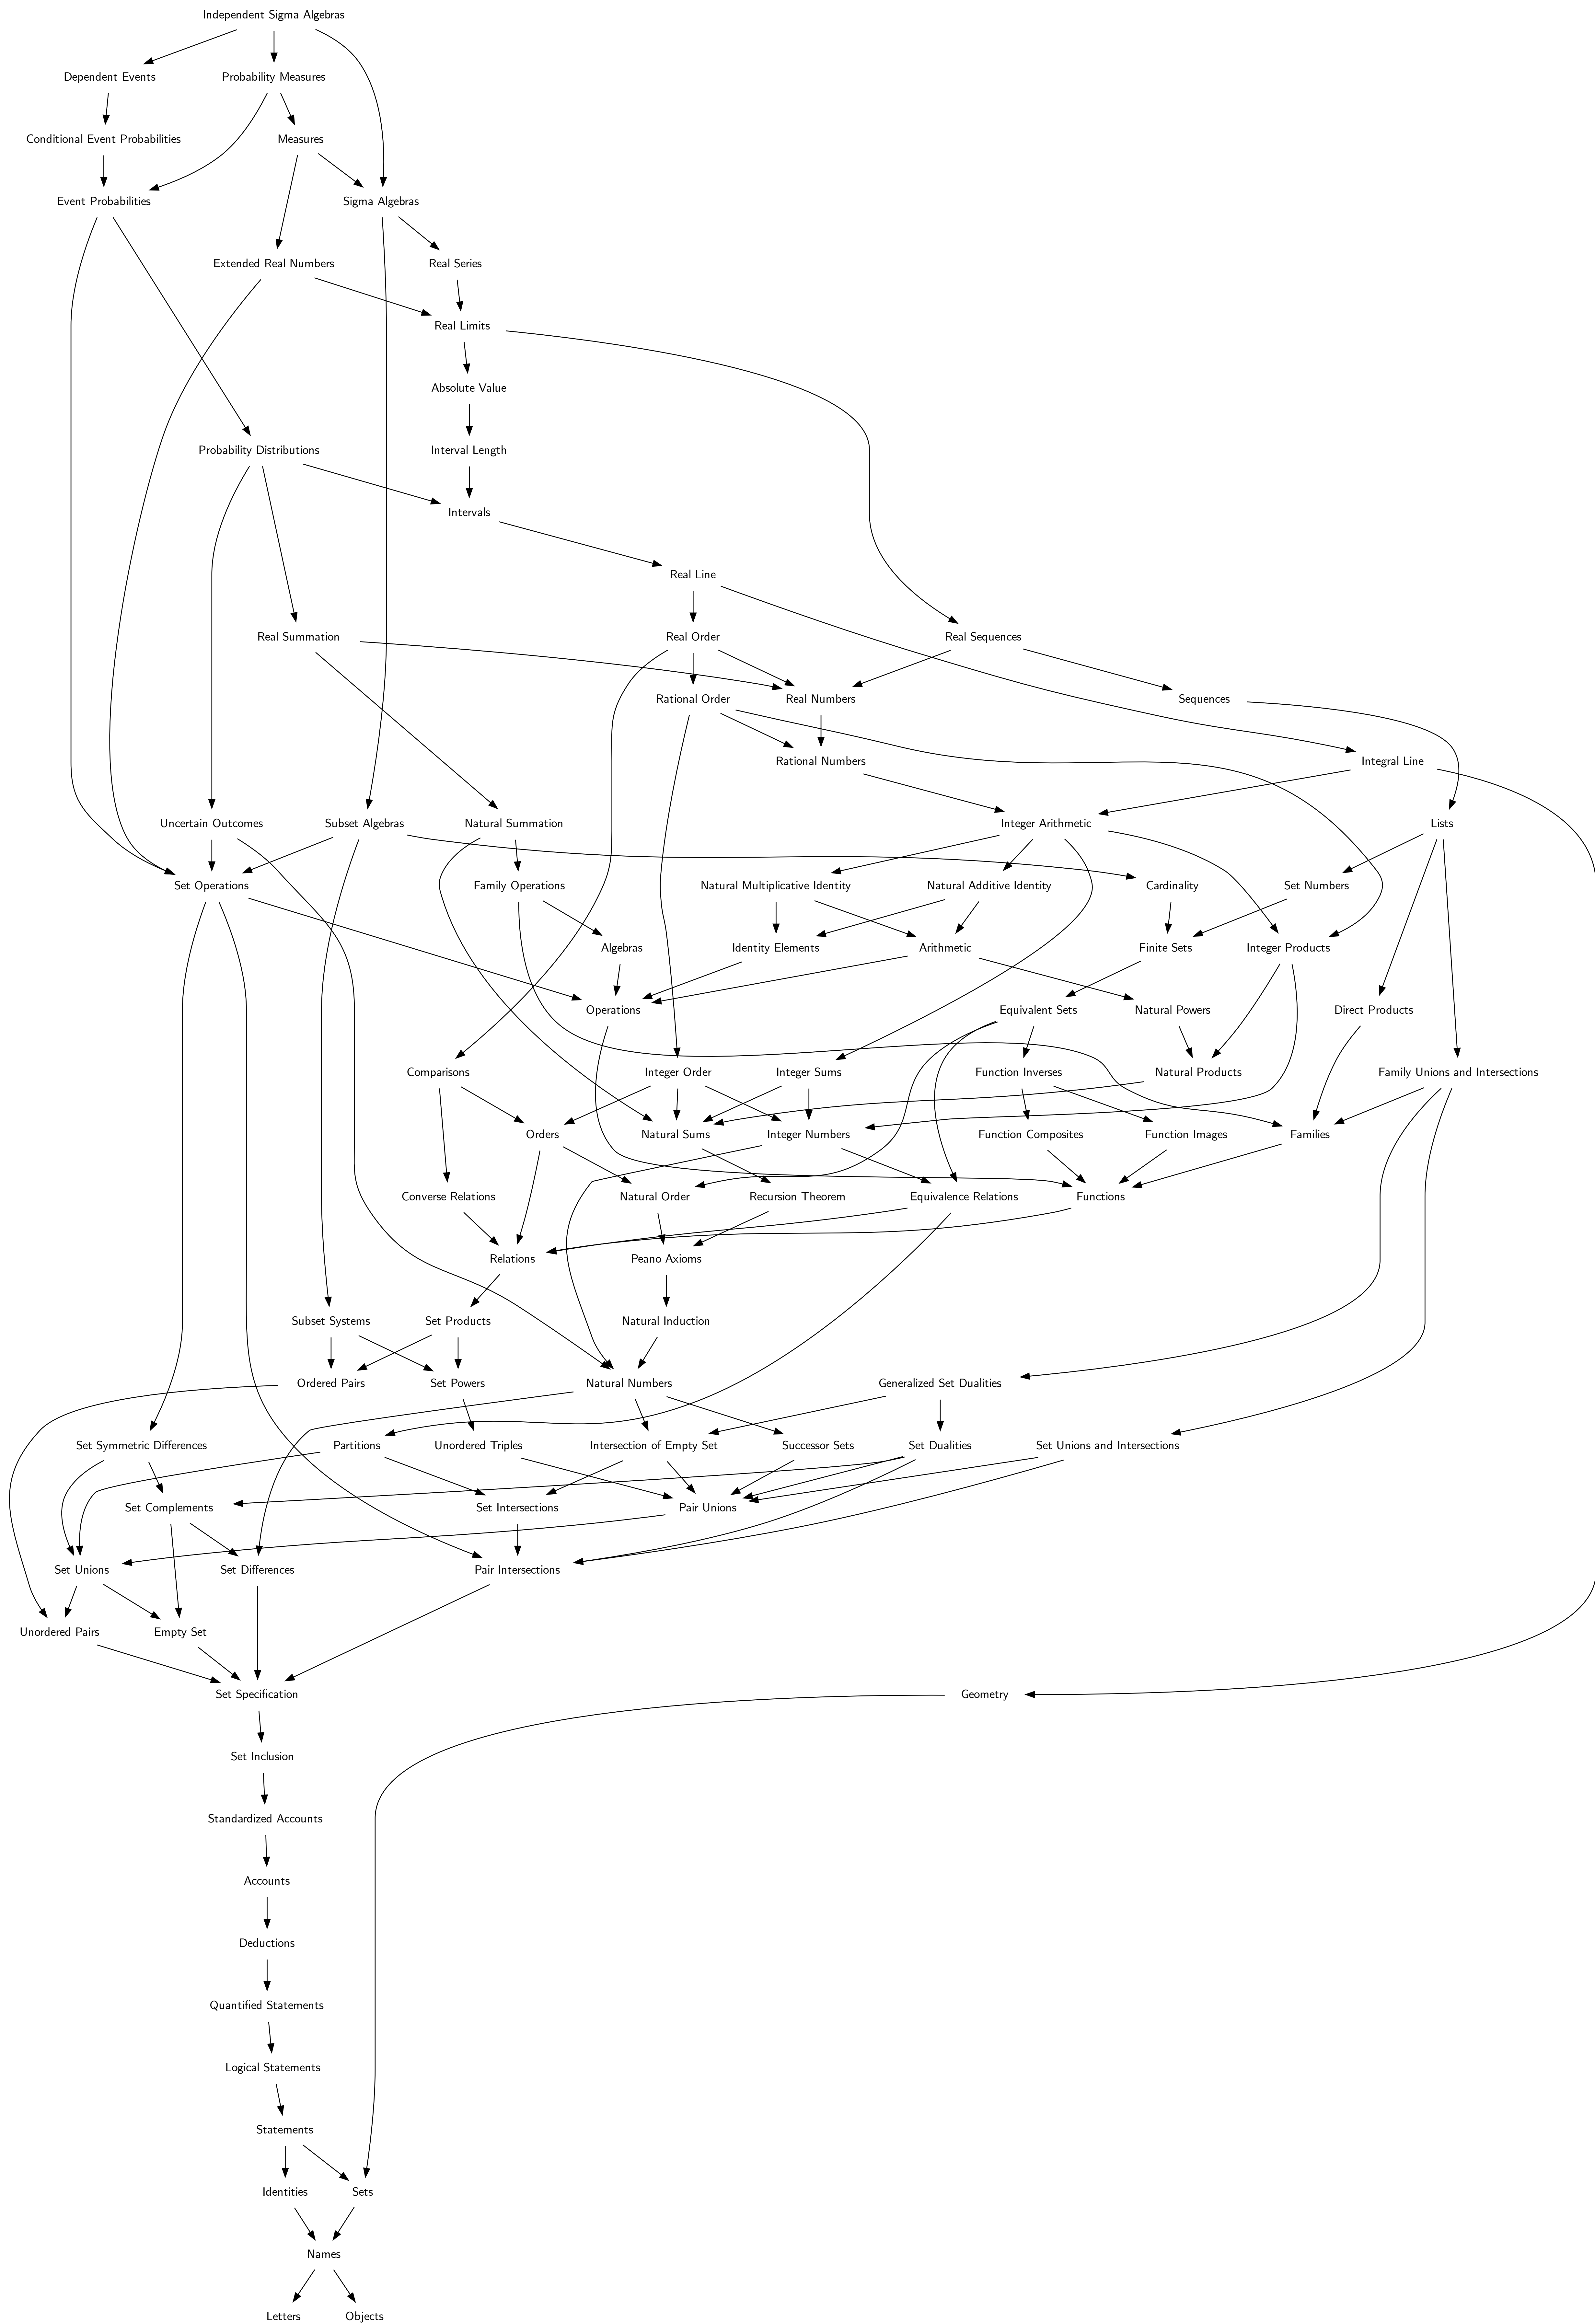 Independent Sigma Algebras
Dependent Events
Probability Measures
Conditional Event Probabilities
Measures
Event Probabilities
Sigma Algebras
Extended Real Numbers
Real Series
Real Limits
Absolute Value
Probability Distributions
Interval Length
Intervals
Real Line
Real Summation
Real Order
Real Sequences
Rational Order
Real Numbers
Sequences
Rational Numbers
Integral Line
Uncertain Outcomes
Subset Algebras
Natural Summation
Integer Arithmetic
Lists
Set Operations
Family Operations
Natural Multiplicative Identity
Natural Additive Identity
Cardinality
Set Numbers
Algebras
Identity Elements
Arithmetic
Finite Sets
Integer Products
Operations
Equivalent Sets
Natural Powers
Direct Products
Comparisons
Integer Order
Integer Sums
Function Inverses
Natural Products
Family Unions and Intersections
Orders
Natural Sums
Integer Numbers
Function Composites
Function Images
Families
Converse Relations
Natural Order
Recursion Theorem
Equivalence Relations
Functions
Relations
Peano Axioms
Subset Systems
Set Products
Natural Induction
Ordered Pairs
Set Powers
Natural Numbers
Generalized Set Dualities
Set Symmetric Differences
Partitions
Unordered Triples
Intersection of Empty Set
Successor Sets
Set Dualities
Set Unions and Intersections
Set Complements
Set Intersections
Pair Unions
Set Unions
Set Differences
Pair Intersections
Unordered Pairs
Empty Set
Set Specification
Geometry
Set Inclusion
Standardized Accounts
Accounts
Deductions
Quantified Statements
Logical Statements
Statements
Identities
Sets
Names
Letters
Objects